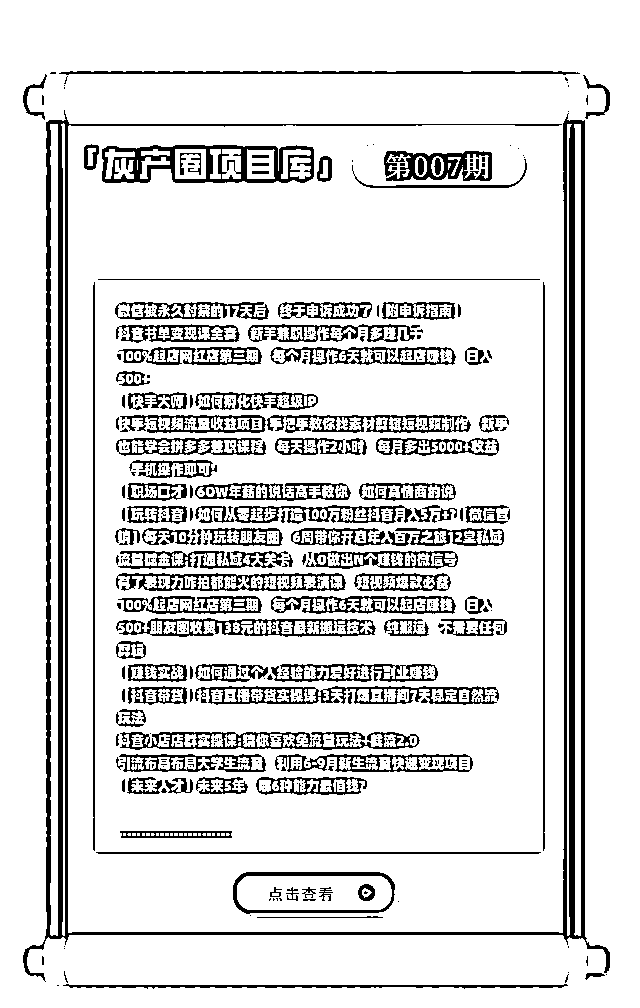 「灰产圈项目库」 第007期
微信被永久封禁的17天后 终于申诉成功了【附申诉指南】
抖音书单变现课全套 新手兼职操作每个月多赚几千
100%起店网红店第三期 每个月操作6天就可以起店赚钱 日入
500+
【快手大师】如何孵化快手超级IP
快手短视频流量收益项目 手把手教你找素材剪辑短视频制作 新手
也能学会拼多多兼职课程 每天操作2小时 每月多出5000+收益
手机操作即可·
【职场口才】60W年薪的说话高手教你 如何高情商的说
【玩转抖音】如何从零起步打造100万粉丝抖音月入5万+?【微信营
销】每天10分钟玩转朋友圈 6周带你开启年入百万之旅12堂私域
流量掘金课:打造私域4大关卡 从0做出N个赚钱的微信号
有了表现力咋拍都能火的短视频表演课 短视频爆款必备
100%起店网红店第三期 每个月操作6天就可以起店赚钱 日入
500+朋友圈收费138元的抖音最新搬运技术 纯搬运 不需要任何
剪辑
【赚钱实战】如何通过个人经验能力更好进行副业赚钱
【抖音带货】抖音直播带货实操课:3天打爆直播间7天稳定自然流
玩法
抖音小店店群实操课:猜你喜欢免流量玩法+截流2.0
引流布局布局大学生流量 利用6-9月新生流量快速变现项目
【未来人才】未来5年 哪6种能力最值钱?
点击查看